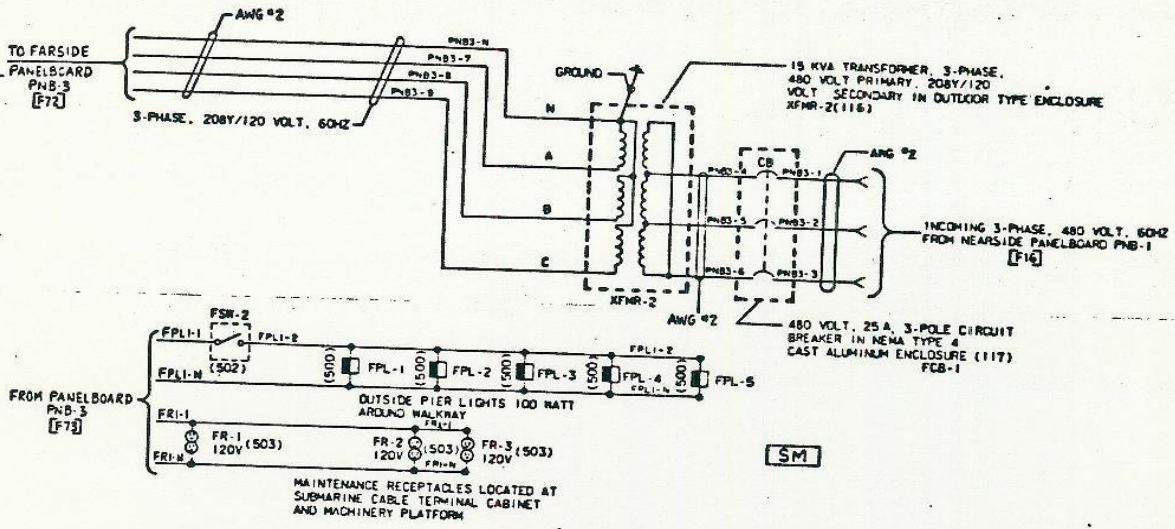 AWG #2
TO FARSIDE
PANELBOARD
PNB-3
[F72]
PNB3-N
PNB3-7
PNB3-8
PNB3-9
3-PHASE, 208Y/120 VOLT, 60HZ
GROUND
N
A
B
C
XFMR-2
15 KVA TRANSFORMER, 3-PHASE,
480 VOLT PRIMARY, 208Y/120
VOLT SECONDARY IN OUTDOOR TYPE ENCLOSURE
XFMR-2(116)
CB
AWG #2
PNB3-4
PNB3-1
PNB3-5
PNB3-2
PNB3-6
PNB3-3
AWG #2
INCOMING 3-PHASE, 480 VOLT, 60HZ
FROM NEARSIDE PANELBOARD PNB-1
[F16]
480 VOLT, 25 A, 3-POLE CIRCUIT
BREAKER IN NEMA TYPE 4
CAST ALUMINUM ENCLOSURE (117)
FCB-1
FSW-2
FPL1-1
FPL1-2
FPL1-2
(502)
(500)
FPL-1
(500)
FPL-2
(500)
FPL-3
(500)
FPL-4
(500)
FPL-5
FPL1-N
FPL1-N
OUTSIDE PIER LIGHTS 100 WATT
AROUND WALKWAY
FROM PANELBOARD
PNB-3
[F73]
FR1-1
FR1-1
FR-1
120V
(503)
FR-2
120V
(503)
FR-3
120V
(503)
FR1-N
FR1-N
MAINTENANCE RECEPTACLES LOCATED AT
SUBMARINE CABLE TERMINAL CABINET
AND MACHINERY PLATFORM
SM